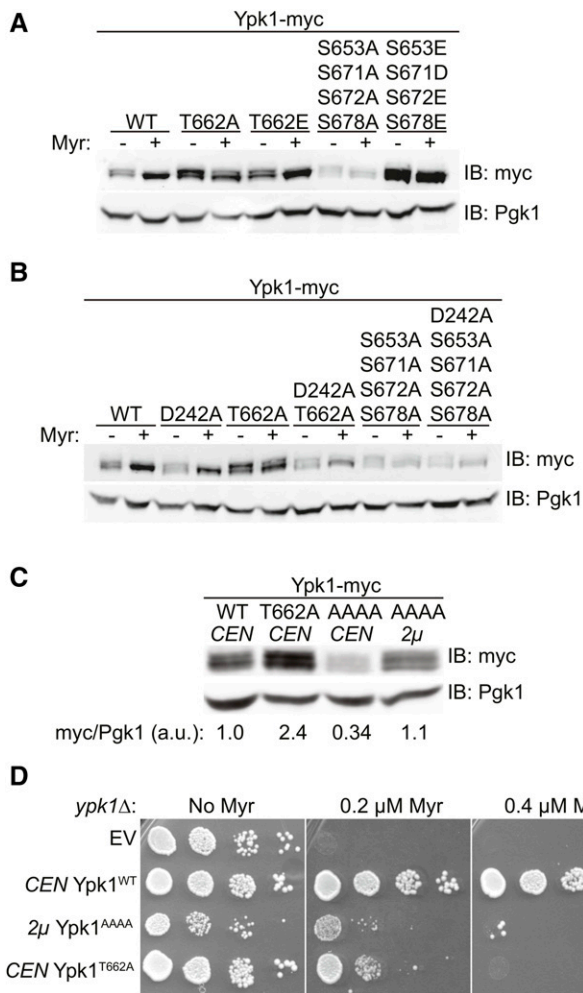 A
Ypk1-myc
S653A S653E
S671A S671D
S672A S672E
WT T662A T662E S678A S678E
Myr: - + - + - + - + - +
IB: myc
IB: Pgk1
B
Ypk1-myc
D242A
S653A S653A
S671A S671A
D242A S672A S672A
WT D242A T662A T662A S678A S678A
Myr: - + - + - + - + - + - +
IB: myc
IB: Pgk1
C
Ypk1-myc
WT T662A AAAA AAAA
CEN CEN CEN 2µ
IB: myc
IB: Pgk1
myc/Pgk1 (a.u.): 1.0 2.4 0.34 1.1
D
ypk1Δ: No Myr 0.2 µM Myr 0.4 µM M
EV
CEN Ypk1WT
2µ Ypk1AAAA
CEN Ypk1T662A